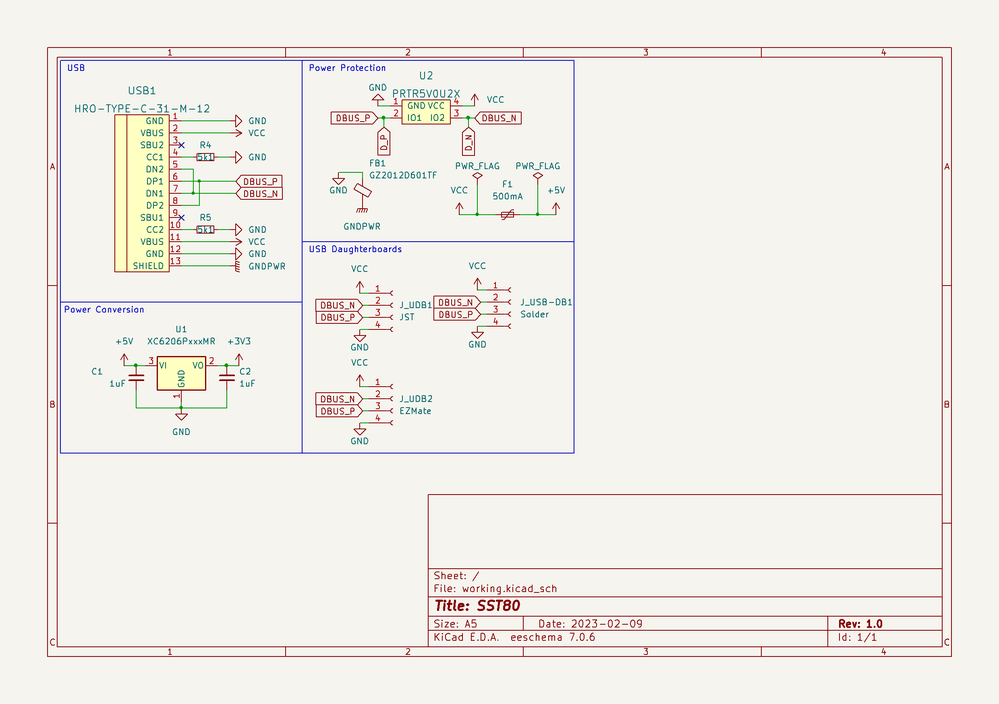 1 2 3 4
A
B
C
USB
USB1
HRO-TYPE-C-31-M-12
GND 1 GND
VBUS 2 VCC
SBU2 3
R4
CC1 4 5k1 GND
DN2 5
DP1 6 DBUS_P
DN1 7 DBUS_N
DP2 8
SBU1 9
R5
CC2 10 5k1 GND
VBUS 11 VCC
GND 12 GND
SHIELD 13 GNDPWR
Power Protection
U2
PRTR5V0U2X
GND
VCC
1 GND VCC 4
DBUS_P 2 IO1 IO2 3 DBUS_N
D_P
D_N
FB1
GZ2012D601TF
GND
GNDPWR
PWR_FLAG PWR_FLAG
VCC
F1
500mA
+5V
USB Daughterboards
VCC
1
DBUS_N 2 J_UDB1
DBUS_P 3 JST
4
GND
VCC
1
DBUS_N 2 J_USB-DB1
DBUS_P 3 Solder
4
GND
VCC
1
DBUS_N 2 J_UDB2
DBUS_P 3 EZMate
4
GND
Power Conversion
U1
XC6206PxxxMR
+5V
+3V3
3 VI VO 2
GND
1
C1
1uF
C2
1uF
GND
Sheet: /
File: working.kicad_sch
Title: SST80
Size: A5 Date: 2023-02-09 Rev: 1.0
KiCad E.D.A. eeschema 7.0.6 Id: 1/1
A
B
C
1 2 3 4